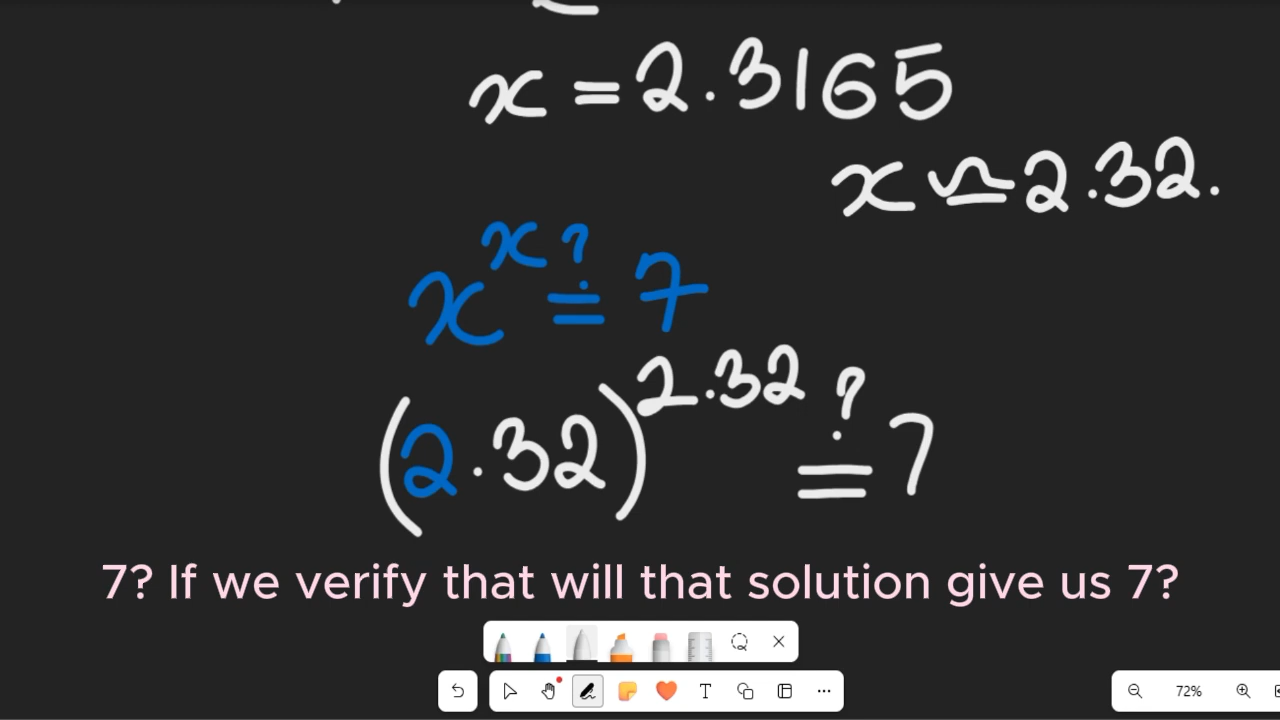 x = 2.3165
x ≃ 2.32.
x^x ?= 7
(2.32)^2.32 ?= 7
7? If we verify that will that solution give us 7?
T
72%